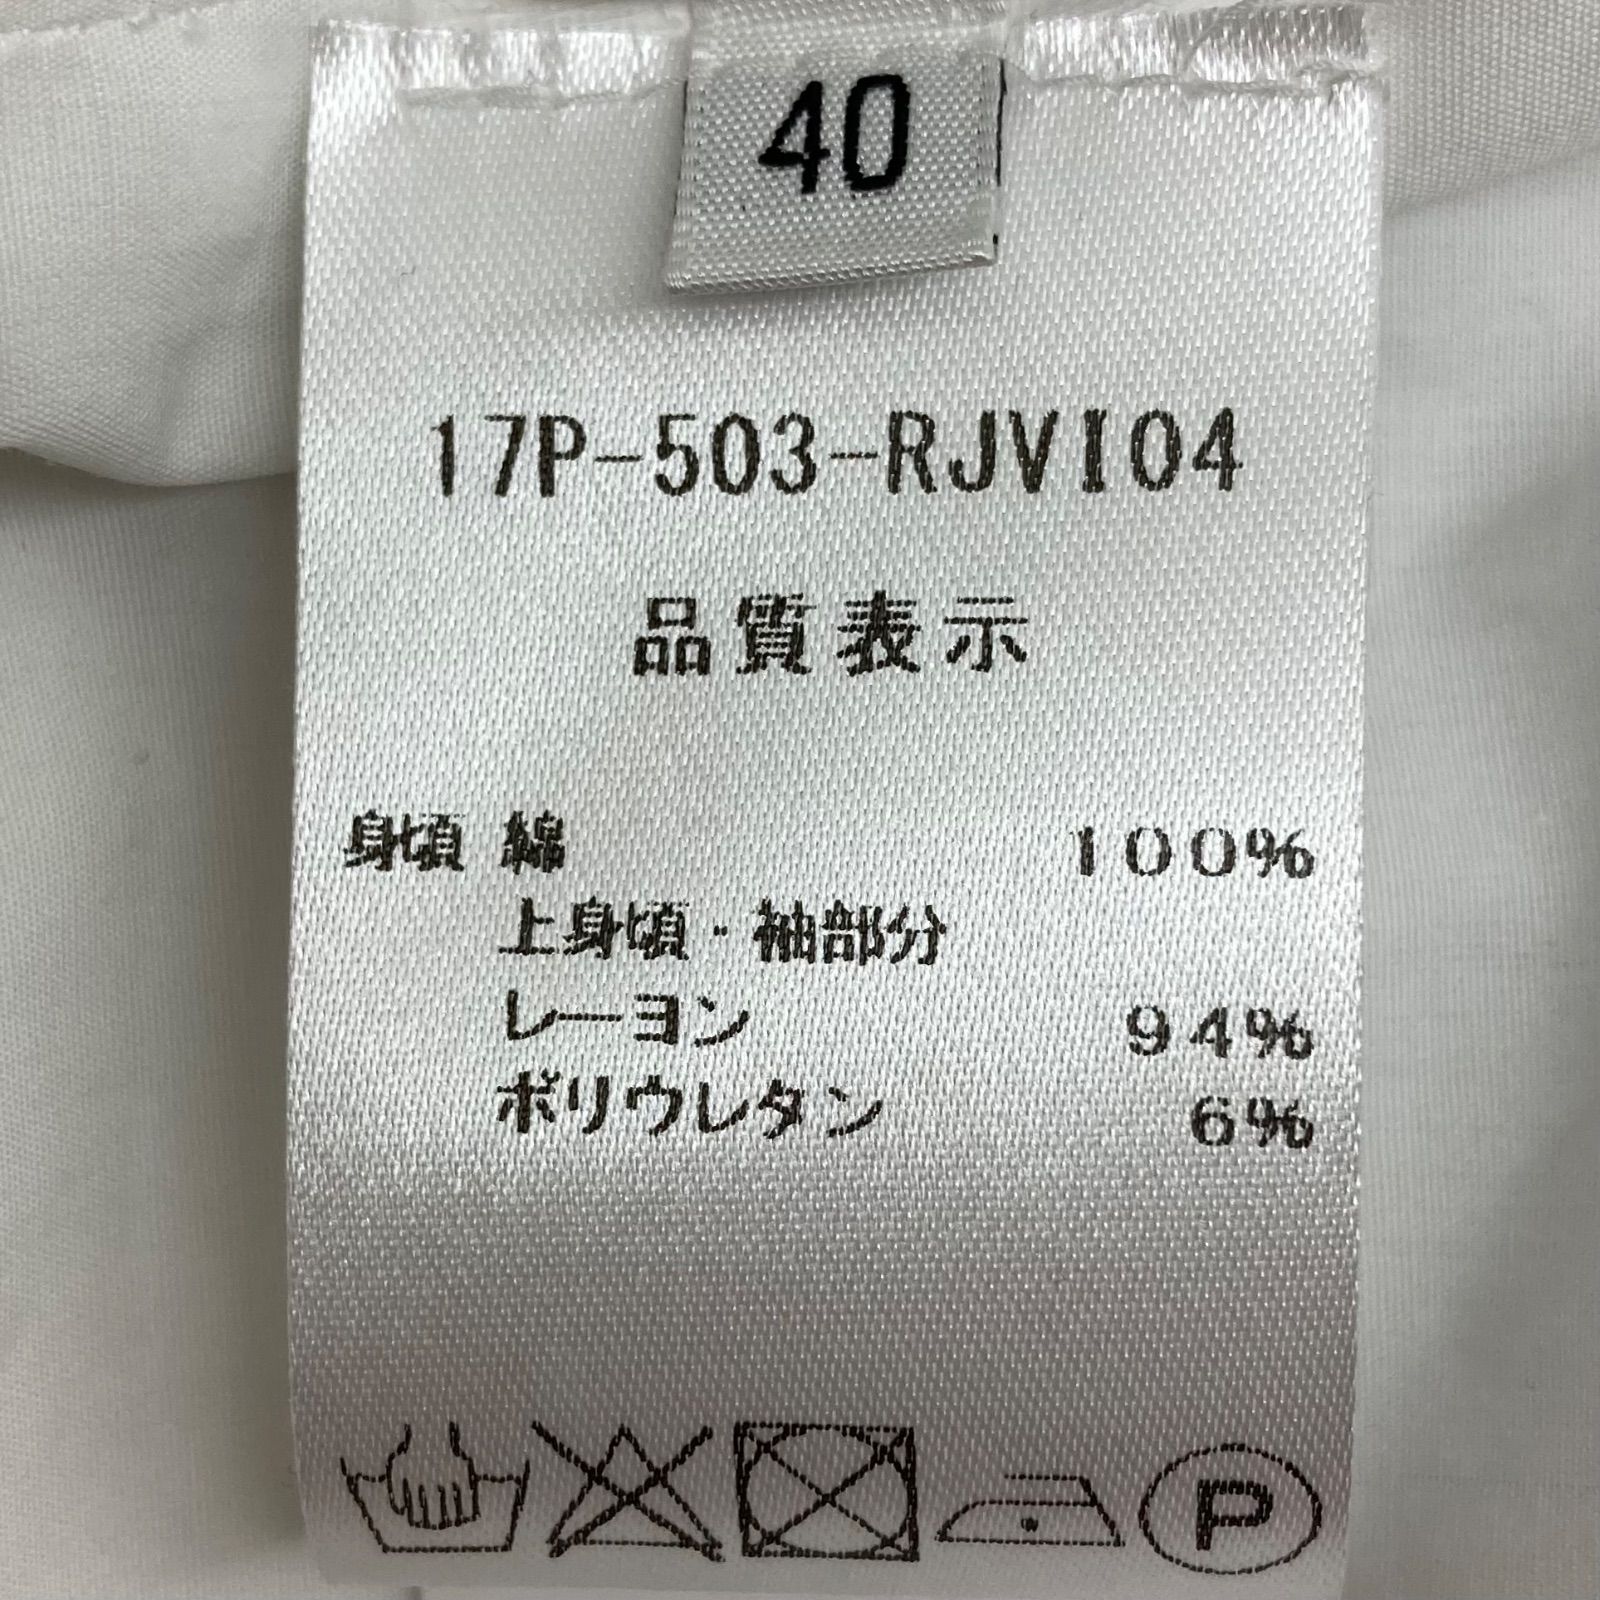 40
17P-503-RJVI04
品質表示
身頃 綿 100%
上身頃・袖部分
レーヨン 94%
ポリウレタン 6%
P